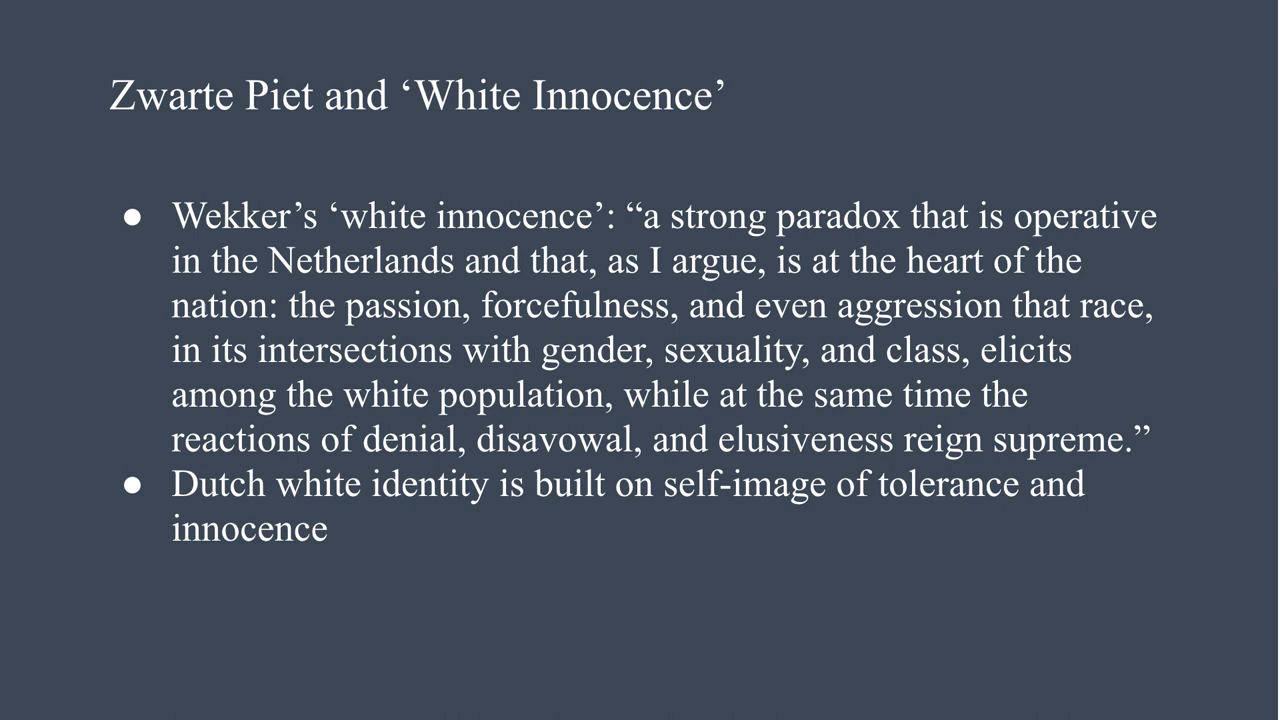 Zwarte Piet and ‘White Innocence’
● Wekker’s ‘white innocence’: “a strong paradox that is operative
in the Netherlands and that, as I argue, is at the heart of the
nation: the passion, forcefulness, and even aggression that race,
in its intersections with gender, sexuality, and class, elicits
among the white population, while at the same time the
reactions of denial, disavowal, and elusiveness reign supreme.”
● Dutch white identity is built on self-image of tolerance and
innocence